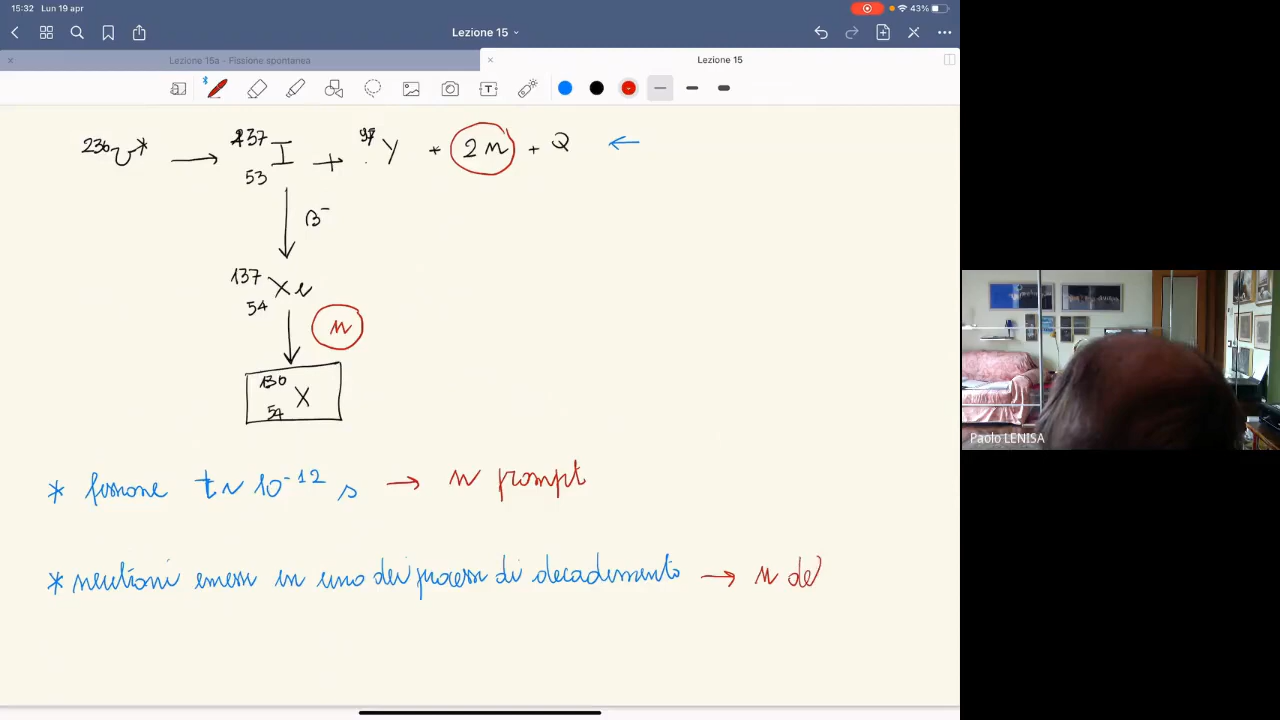 15:32 Lun 19 apr
43%
Lezione 15
Lezione 15a - Fissione spontanea
Lezione 15
236U* → 137 53 I + 97 Y + 2n + Q ←
β⁻
137 54 Xe
n
136 54 X
Paolo LENISA
* fissione t ~ 10⁻¹² s → n prompt
* neutroni emessi in uno dei processi di decadimento → n del